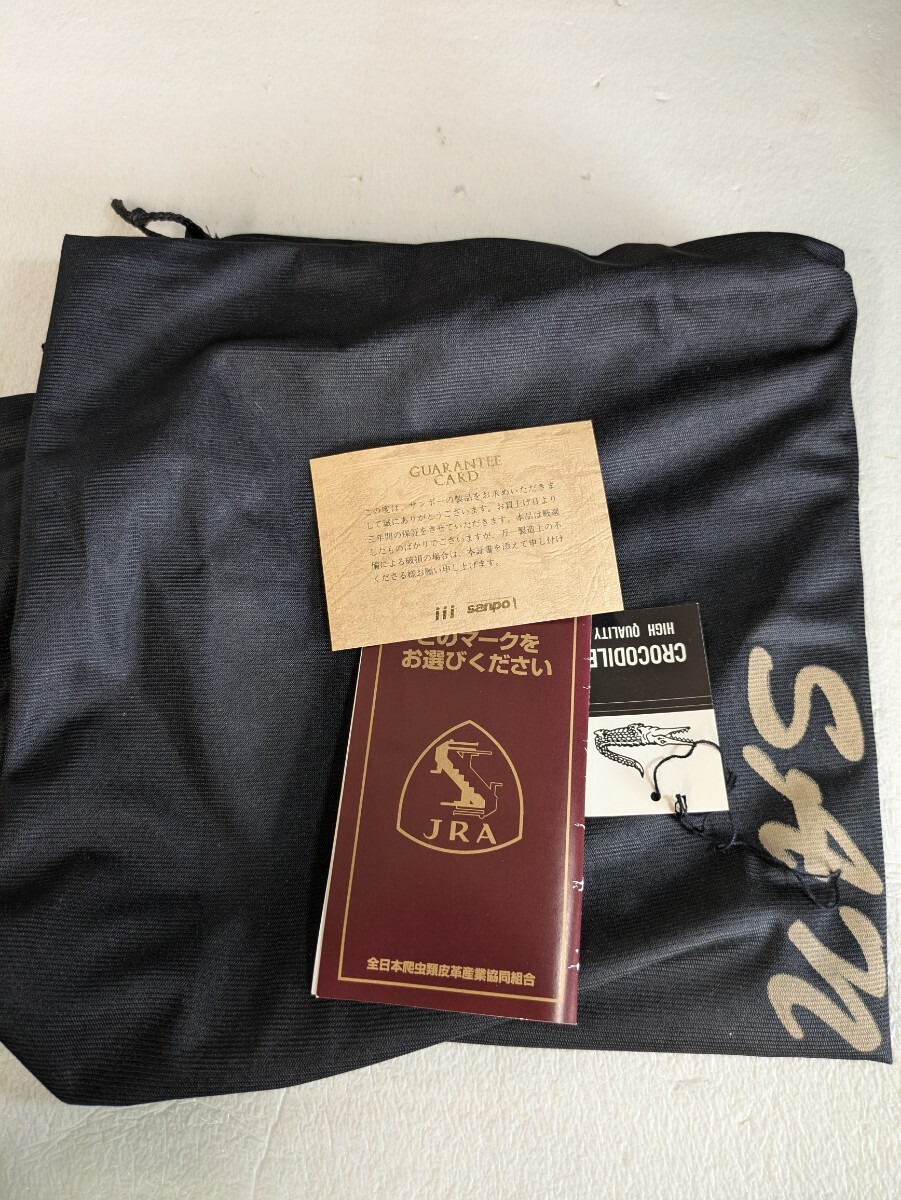 GUARANTEE
CARD
この度は、サンポーの製品をお求めいただきま
して誠にありがとうございます。お買上げ日より
三年間の保証をさせていただきます。本品は厳選
したものばかりでございますが、万一製造上の不
備による破損の場合は、本証書を添えて申し付け
くださる様お願い申し上げます。
sanpo
このマークを
お選びください
JRA
全日本爬虫類皮革産業協同組合
CROCODILE
HIGH QUALITY